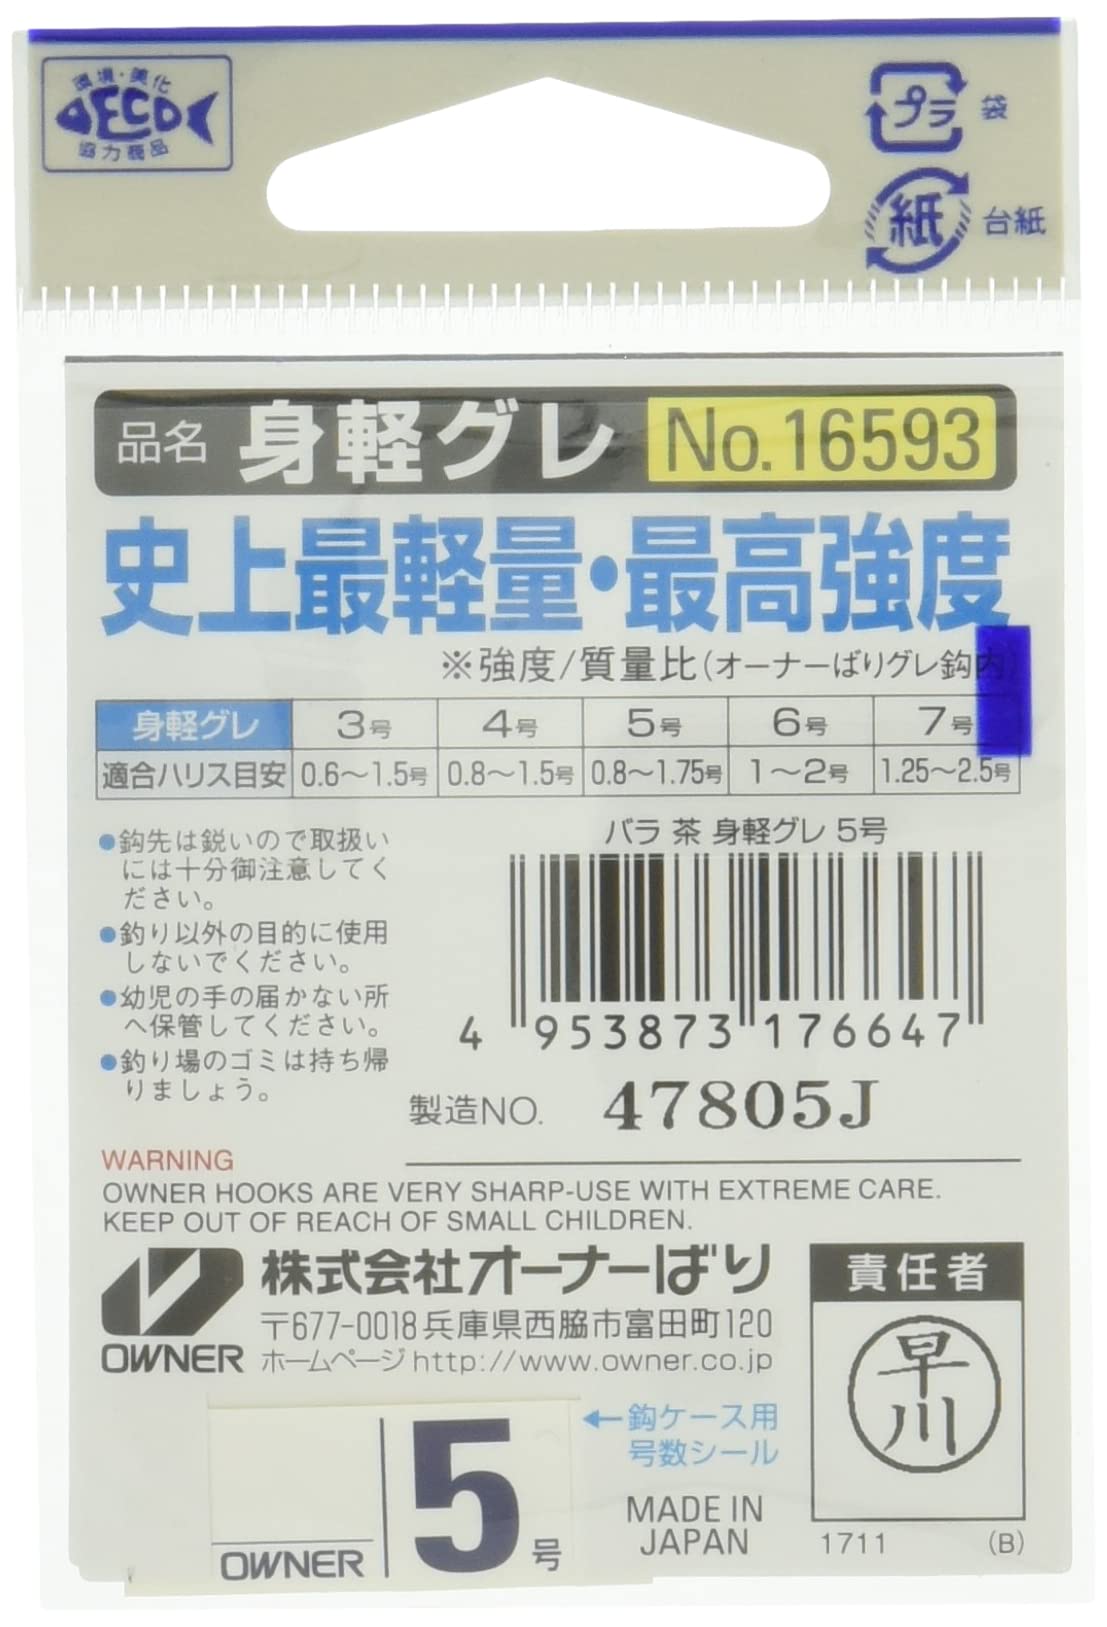 環境・美化
ECO
協力商品
プラ 袋
紙 台紙
品名 身軽グレ No.16593
史上最軽量・最高強度
※強度/質量比(オーナーばりグレ鈎内)
身軽グレ 3号 4号 5号 6号 7号
適合ハリス目安 0.6〜1.5号 0.8〜1.5号 0.8〜1.75号 1〜2号 1.25〜2.5号
●鈎先は鋭いので取扱い
には十分御注意してく
ださい。
●釣り以外の目的に使用
しないでください。
●幼児の手の届かない所
へ保管してください。
●釣り場のゴミは持ち帰
りましょう。
バラ 茶 身軽グレ 5号
4 953873 176647
製造NO. 47805J
WARNING
OWNER HOOKS ARE VERY SHARP-USE WITH EXTREME CARE.
KEEP OUT OF REACH OF SMALL CHILDREN.
OWNER
株式会社オーナーばり
〒677-0018兵庫県西脇市富田町120
ホームページhttp://www.owner.co.jp
責任者
早川
OWNER 5号
←鈎ケース用
号数シール
MADE IN
JAPAN
1711 (B)